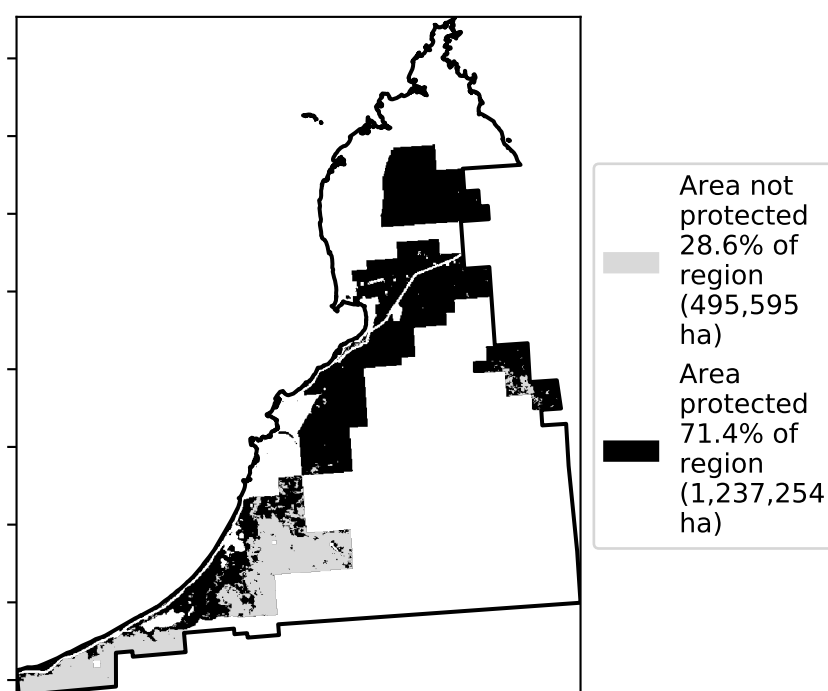 Area not
protected
28.6% of
region
(495,595
ha)
Area
protected
71.4% of
region
(1,237,254
ha)